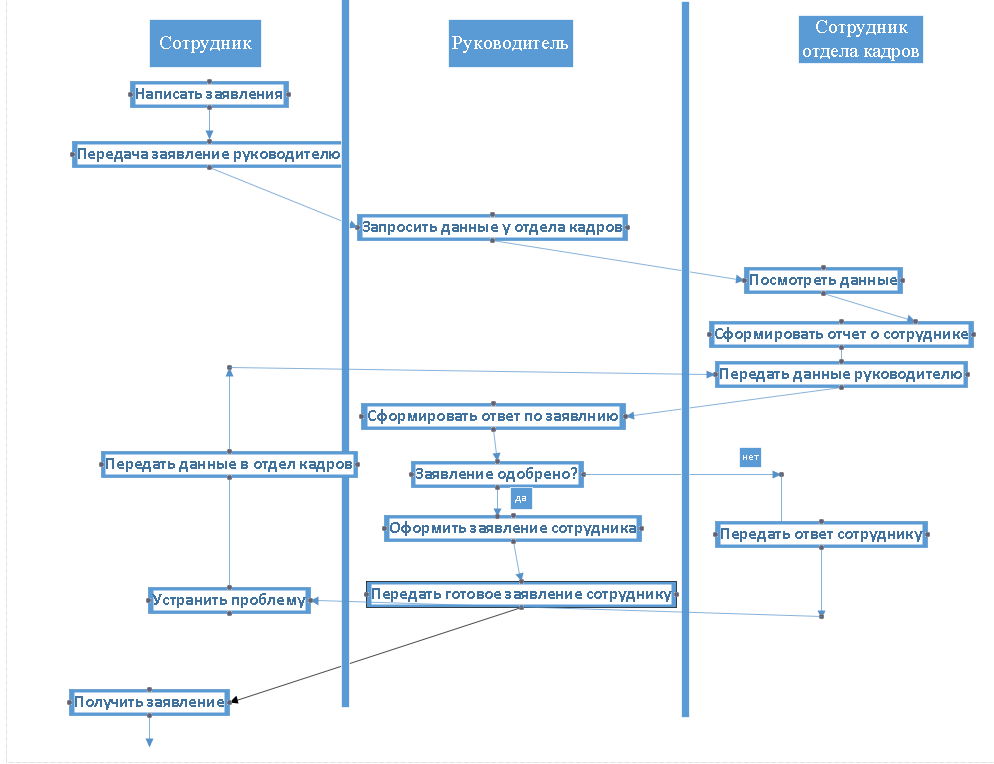 Сотрудник
Руководитель
Сотрудник
отдела кадров
Написать заявления
Передача заявление руководителю
Запросить данные у отдела кадров
Посмотреть данные
Сформировать отчет о сотруднике
Передать данные руководителю
Сформировать ответ по заявлнию
Передать данные в отдел кадров
Заявление одобрено?
нет
да
Оформить заявление сотрудника
Передать ответ сотруднику
Устранить проблему
Передать готовое заявление сотруднику
Получить заявление